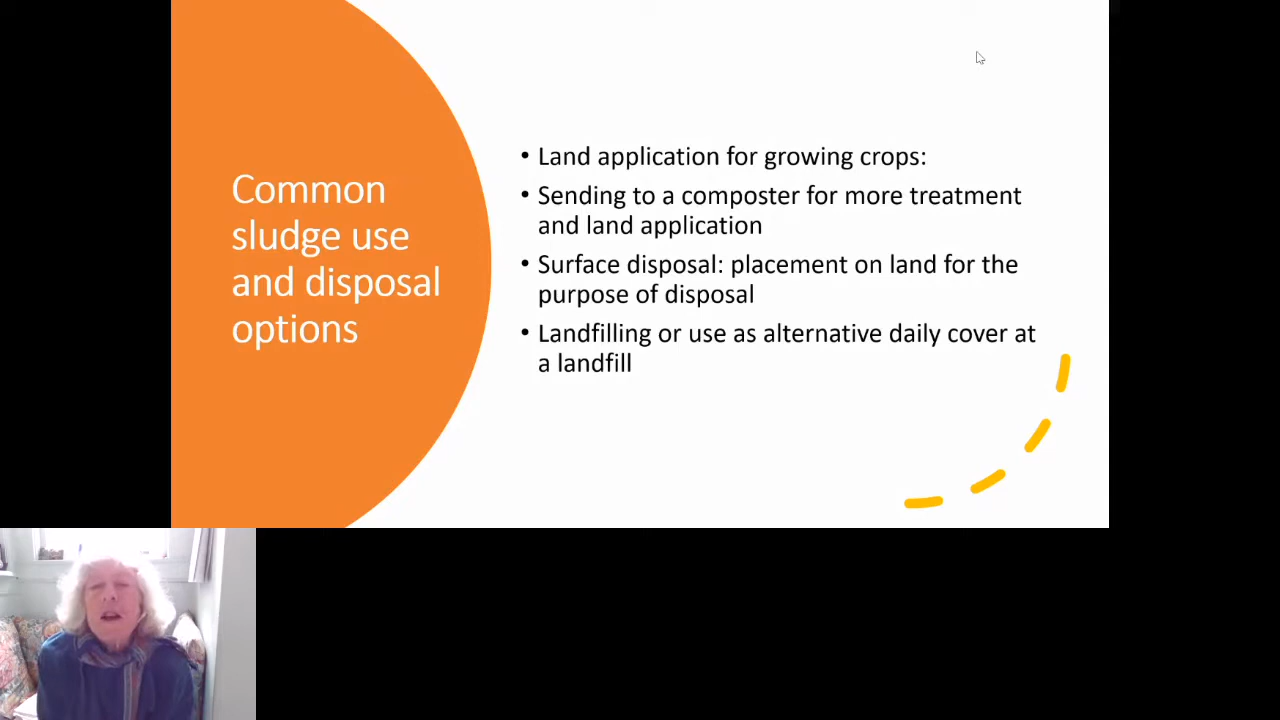 Common
sludge use
and disposal
options
• Land application for growing crops:
• Sending to a composter for more treatment
and land application
• Surface disposal: placement on land for the
purpose of disposal
• Landfilling or use as alternative daily cover at
a landfill